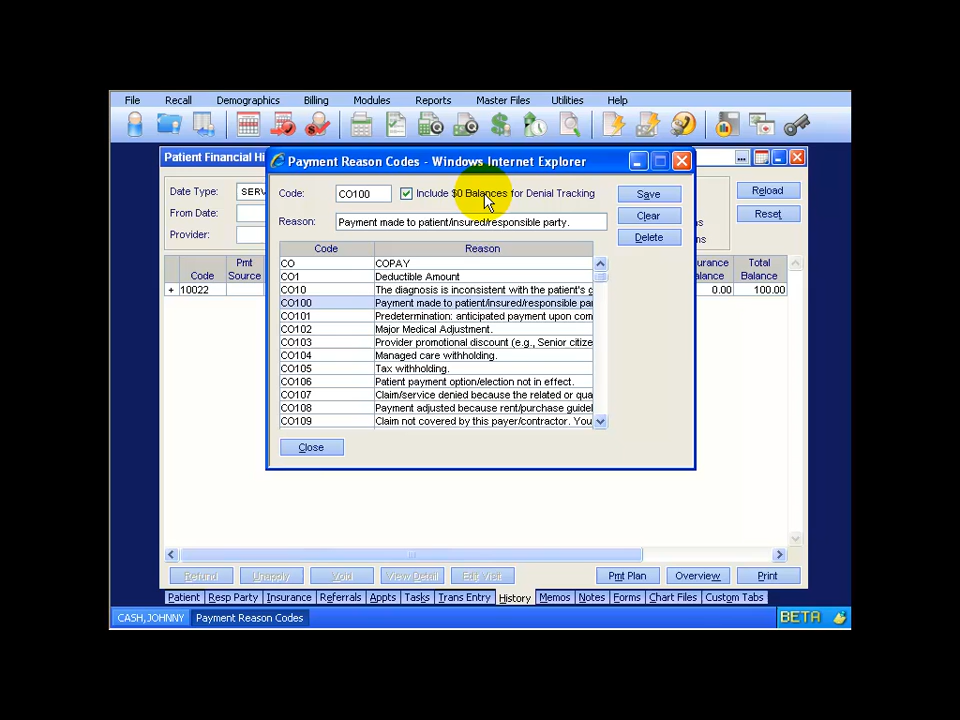 File Recall Demographics Billing Modules Reports Master Files Utilities Help
Patient Financial Hi
Payment Reason Codes - Windows Internet Explorer
Date Type: SERV
From Date:
Provider:
Reload
Reset
Code: CO100 Include $0 Balances for Denial Tracking Save
Clear
Reason: Payment made to patient/insured/responsible party.
Delete
Code Reason
CO COPAY
CO1 Deductible Amount
CO10 The diagnosis is inconsistent with the patient's g
CO100 Payment made to patient/insured/responsible pa
CO101 Predetermination: anticipated payment upon com
CO102 Major Medical Adjustment.
CO103 Provider promotional discount (e.g., Senior citize
CO104 Managed care withholding.
CO105 Tax withholding.
CO106 Patient payment option/election not in effect.
CO107 Claim/service denied because the related or qua
CO108 Payment adjusted because rent/purchase guidel
CO109 Claim not covered by this payer/contractor. You
Close
Code Pmt Source
urance alance Total Balance
+ 10022 0.00 100.00
Refund Unapply Void View Detail Edit Visit Pmt Plan Overview Print
Patient Resp Party Insurance Referrals Appts Tasks Trans Entry History Memos Notes Forms Chart Files Custom Tabs
CASH,JOHNNY Payment Reason Codes BETA